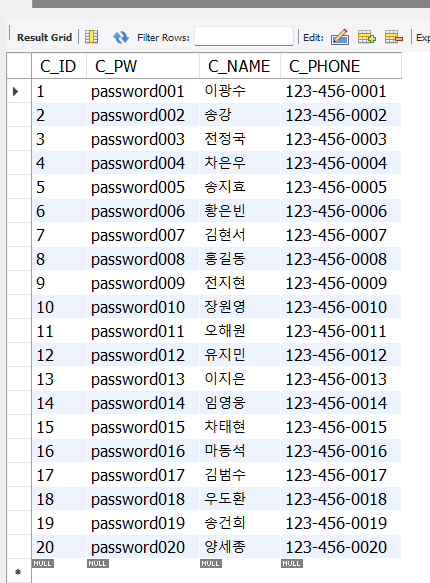 Result Grid Filter Rows: Edit: Exp
C_ID C_PW C_NAME C_PHONE
1 password001 이광수 123-456-0001
2 password002 송강 123-456-0002
3 password003 전정국 123-456-0003
4 password004 차은우 123-456-0004
5 password005 송지효 123-456-0005
6 password006 황은빈 123-456-0006
7 password007 김현서 123-456-0007
8 password008 홍길동 123-456-0008
9 password009 전지현 123-456-0009
10 password010 장원영 123-456-0010
11 password011 오해원 123-456-0011
12 password012 유지민 123-456-0012
13 password013 이지은 123-456-0013
14 password014 임영웅 123-456-0014
15 password015 차태현 123-456-0015
16 password016 마동석 123-456-0016
17 password017 김범수 123-456-0017
18 password018 우도환 123-456-0018
19 password019 송건희 123-456-0019
20 password020 양세종 123-456-0020
NULL NULL NULL NULL